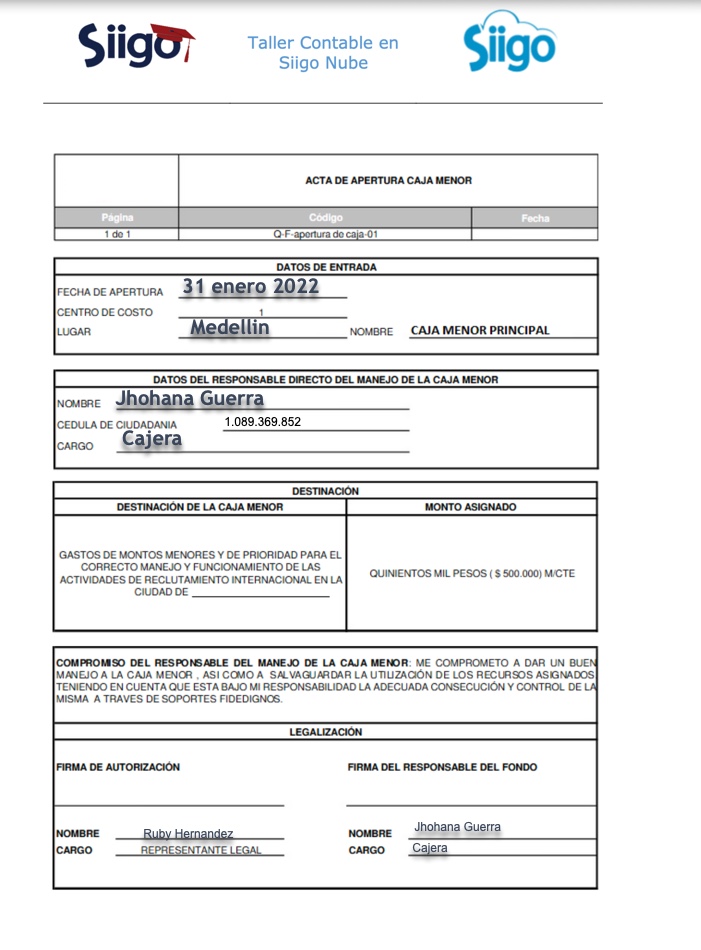 Siigo
Taller Contable en
Siigo Nube
Siigo
ACTA DE APERTURA CAJA MENOR
Página Código Fecha
1 de 1 Q-F-apertura de caja-01
DATOS DE ENTRADA
FECHA DE APERTURA 31 enero 2022
CENTRO DE COSTO 1
LUGAR Medellin NOMBRE CAJA MENOR PRINCIPAL
DATOS DEL RESPONSABLE DIRECTO DEL MANEJO DE LA CAJA MENOR
NOMBRE Jhohana Guerra
CEDULA DE CIUDADANIA 1.089.369.852
CARGO Cajera
DESTINACIÓN
DESTINACIÓN DE LA CAJA MENOR MONTO ASIGNADO
GASTOS DE MONTOS MENORES Y DE PRIORIDAD PARA EL
CORRECTO MANEJO Y FUNCIONAMIENTO DE LAS
ACTIVIDADES DE RECLUTAMIENTO INTERNACIONAL EN LA
CIUDAD DE
QUINIENTOS MIL PESOS ( $ 500.000) M/CTE
COMPROMISO DEL RESPONSABLE DEL MANEJO DE LA CAJA MENOR: ME COMPROMETO A DAR UN BUEN
MANEJO A LA CAJA MENOR , ASI COMO A SALVAGUARDAR LA UTILIZACIÓN DE LOS RECURSOS ASIGNADOS,
TENIENDO EN CUENTA QUE ESTA BAJO MI RESPONSABILIDAD LA ADECUADA CONSECUCIÓN Y CONTROL DE LA
MISMA A TRAVES DE SOPORTES FIDEDIGNOS.
LEGALIZACIÓN
FIRMA DE AUTORIZACIÓN FIRMA DEL RESPONSABLE DEL FONDO
NOMBRE Ruby Hernandez NOMBRE Jhohana Guerra
CARGO REPRESENTANTE LEGAL CARGO Cajera